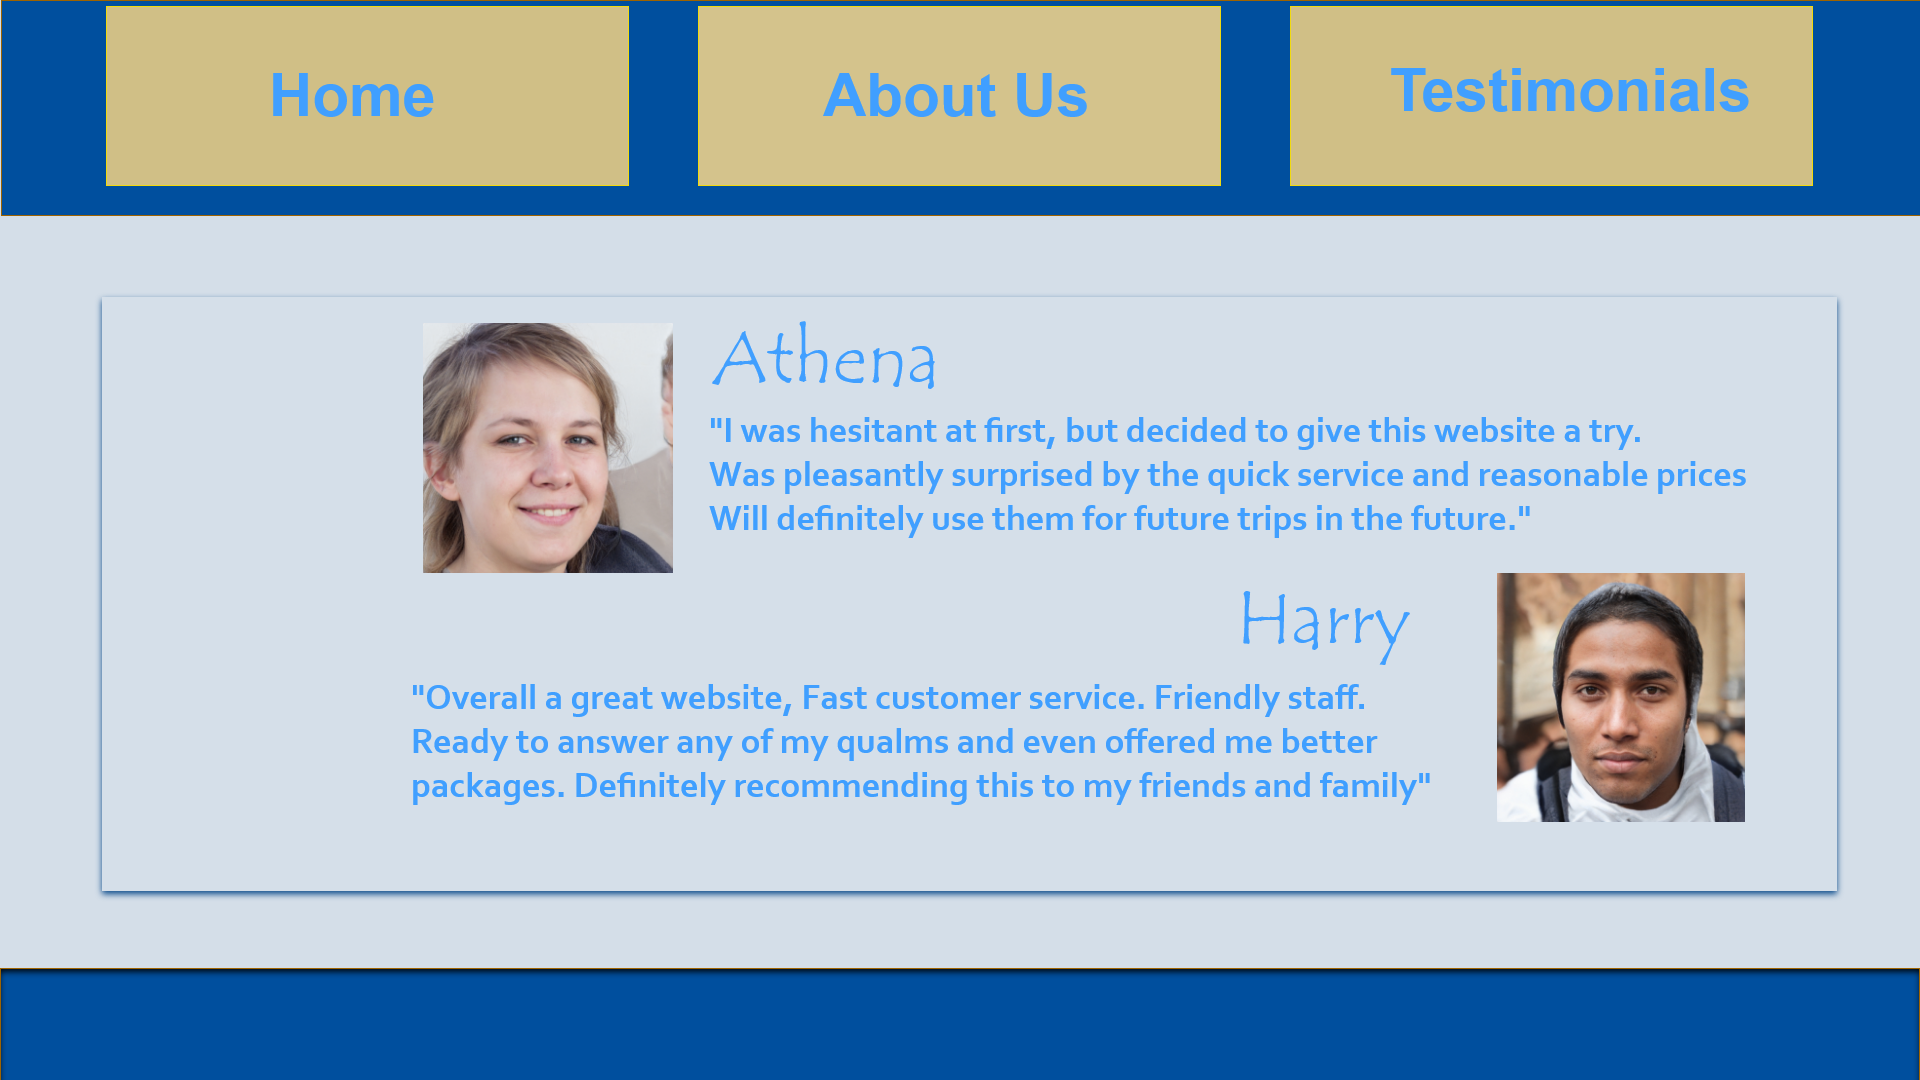 Home
About Us
Testimonials
Athena
"I was hesitant at first, but decided to give this website a try.
Was pleasantly surprised by the quick service and reasonable prices
Will definitely use them for future trips in the future."
Harry
"Overall a great website, Fast customer service. Friendly staff.
Ready to answer any of my qualms and even offered me better
packages. Definitely recommending this to my friends and family"